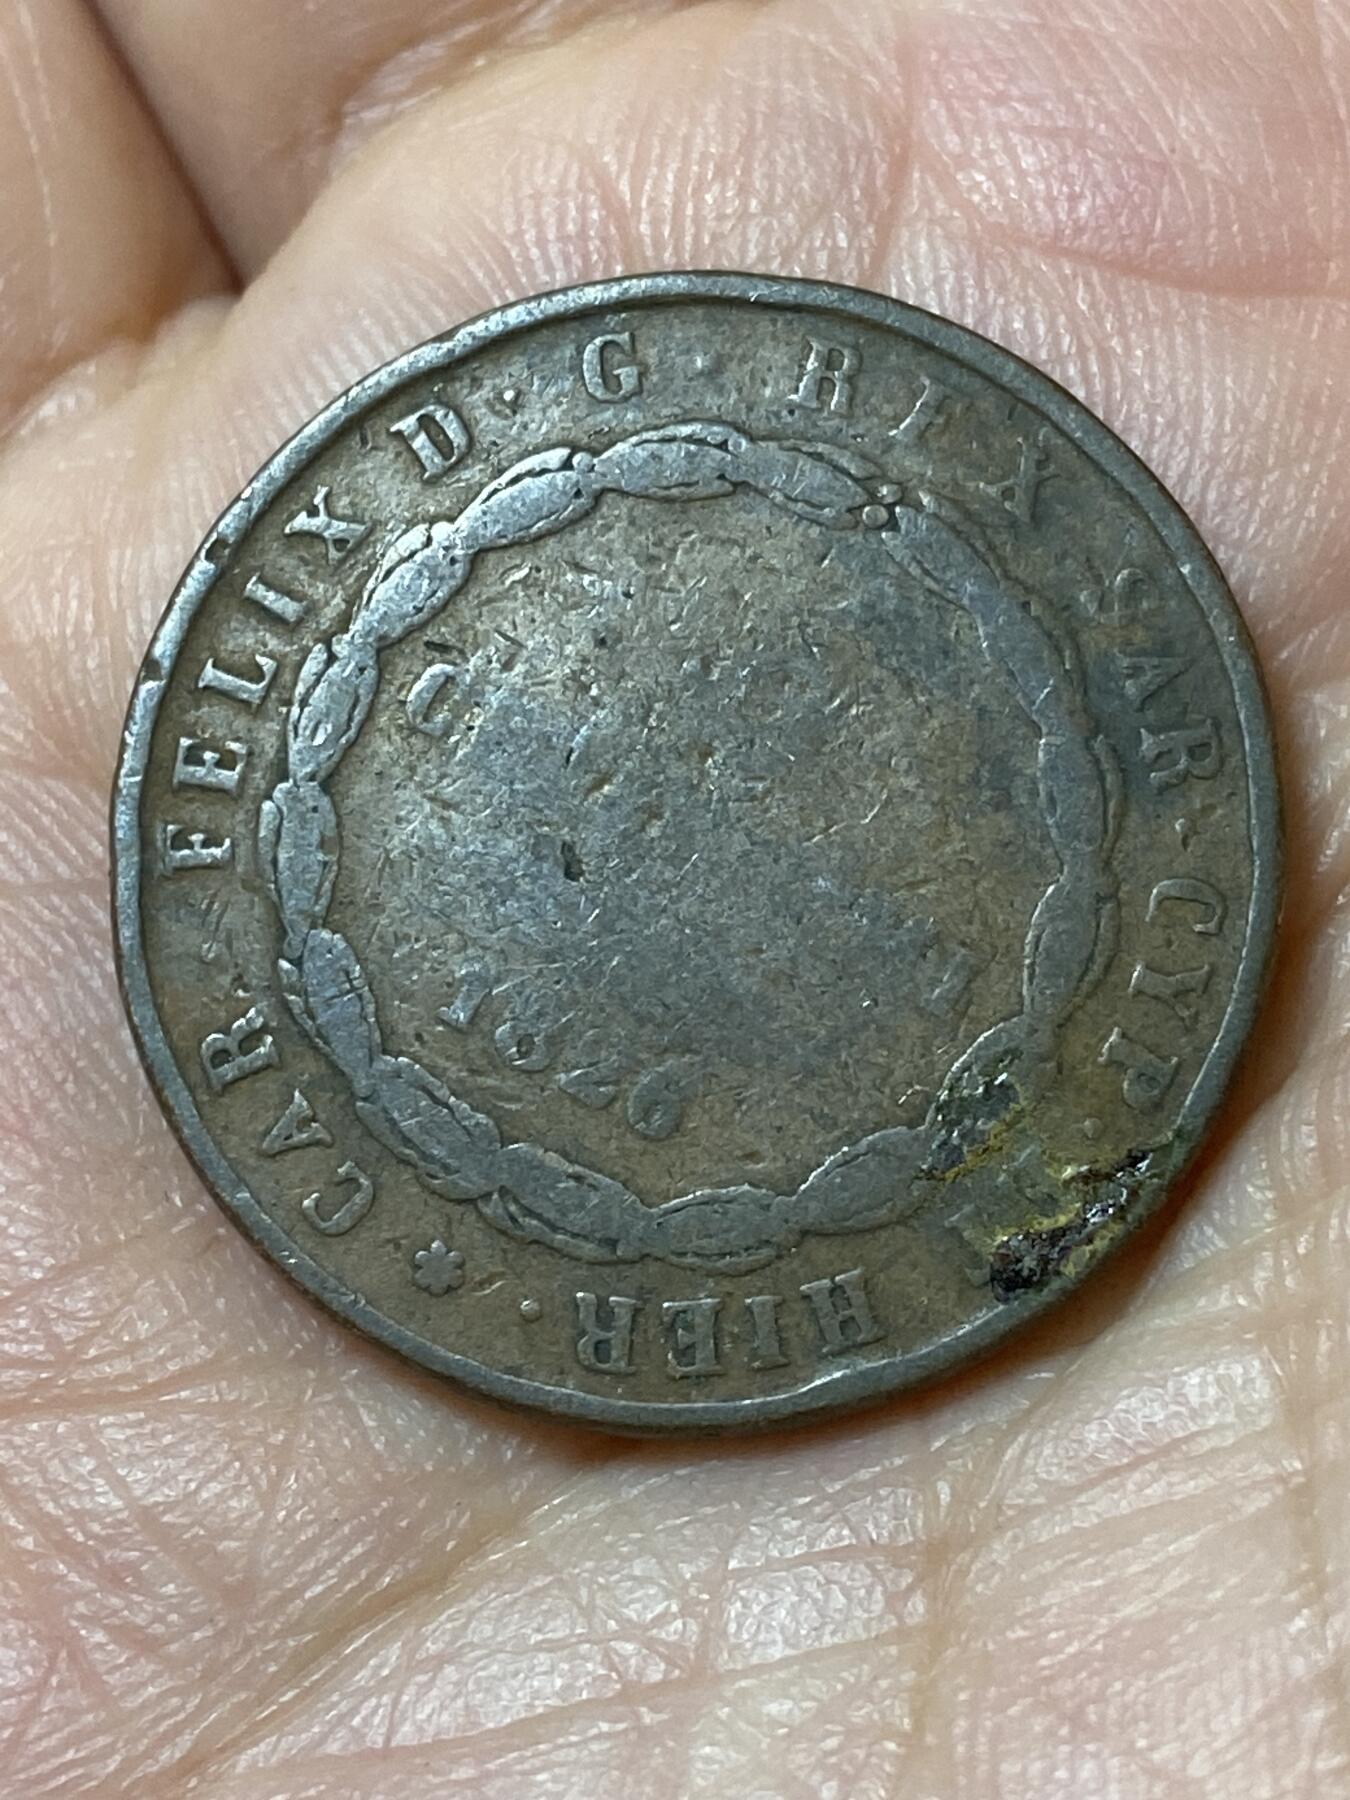 CAR · FELIX D · G · REX · SAR · CYP · HIER ·
C
1826